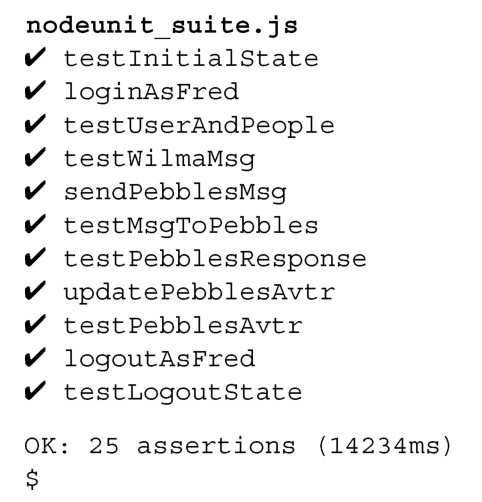 nodeunit_suite.js
✔ testInitialState
✔ loginAsFred
✔ testUserAndPeople
✔ testWilmaMsg
✔ sendPebblesMsg
✔ testMsgToPebbles
✔ testPebblesResponse
✔ updatePebblesAvtr
✔ testPebblesAvtr
✔ logoutAsFred
✔ testLogoutState
OK: 25 assertions (14234ms)
$